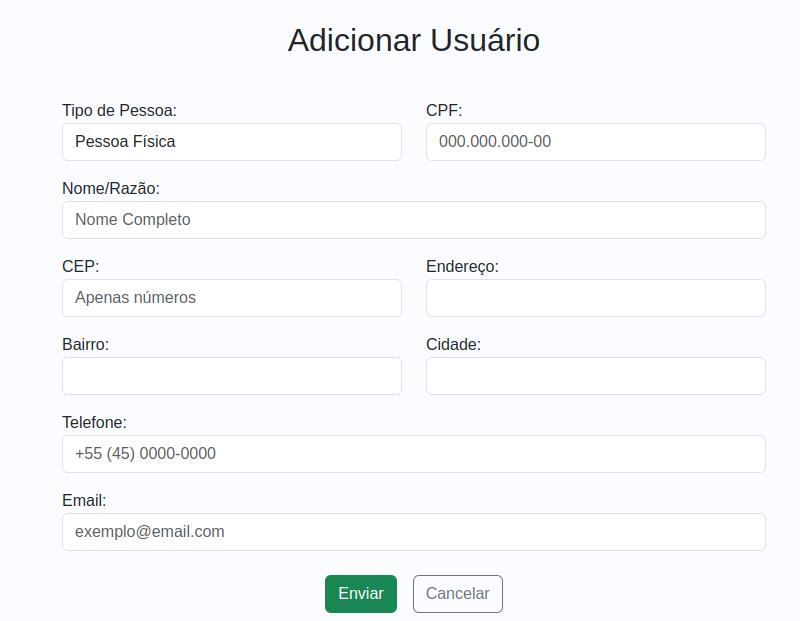 Adicionar Usuário
Tipo de Pessoa: CPF:
Pessoa Física 000.000.000-00
Nome/Razão:
Nome Completo
CEP: Endereço:
Apenas números
Bairro: Cidade:
Telefone:
+55 (45) 0000-0000
Email:
exemplo@email.com
Enviar Cancelar